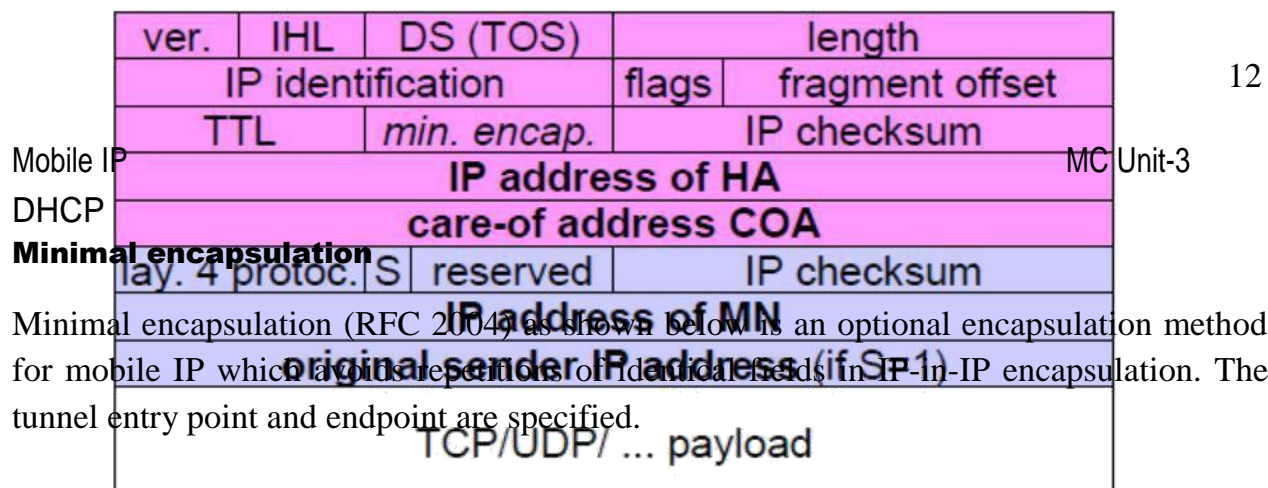 ver. IHL DS (TOS) length
IP identification flags fragment offset
12
TTL min. encap. IP checksum
Mobile IP MC Unit-3
IP address of HA
DHCP
care-of address COA
Minimal encapsulation
lay. 4 protoc. S reserved IP checksum
IP address of MN
Minimal encapsulation (RFC 2004) as shown below is an optional encapsulation method
original sender IP address (if S=1)
for mobile IP which avoids repetitions of identical fields in IP-in-IP encapsulation. The
tunnel entry point and endpoint are specified.
TCP/UDP/ ... payload